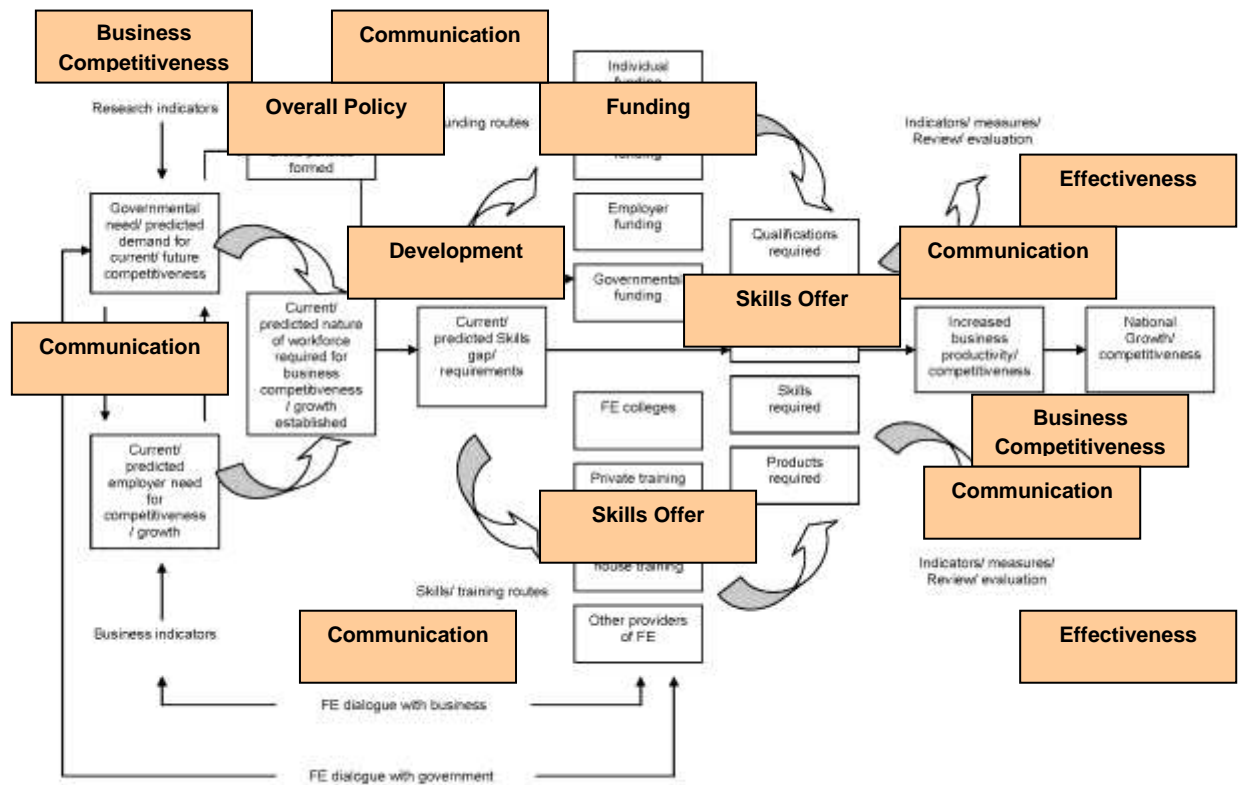 Business
Competitiveness
Communication
Individual
Research indicators
Overall Policy
Funding
unding routes
Indicators/ measures/
Review/ evaluation
formed
funding
Effectiveness
Governmental
need/ predicted
demand for
current/ future
competitiveness
Employer
funding
Development
Qualifications
required
Communication
Governmental
funding
Skills Offer
Communication
Current/
predicted nature
of workforce
required for
business
competitiveness
/ growth
established
Current/
predicted Skills
gap/
requirements
Increased
business
productivity/
competitiveness
National
Growth/
competitiveness
Skills
required
FE colleges
Business
Competitiveness
Current/
predicted
employer need
for
competitiveness
/ growth
Products
required
Private training
Communication
Skills Offer
house training
Indicators/ measures/
Review/ evaluation
Skills/ training routes
Other providers
of FE
Communication
Effectiveness
Business indicators
FE dialogue with business
FE dialogue with government